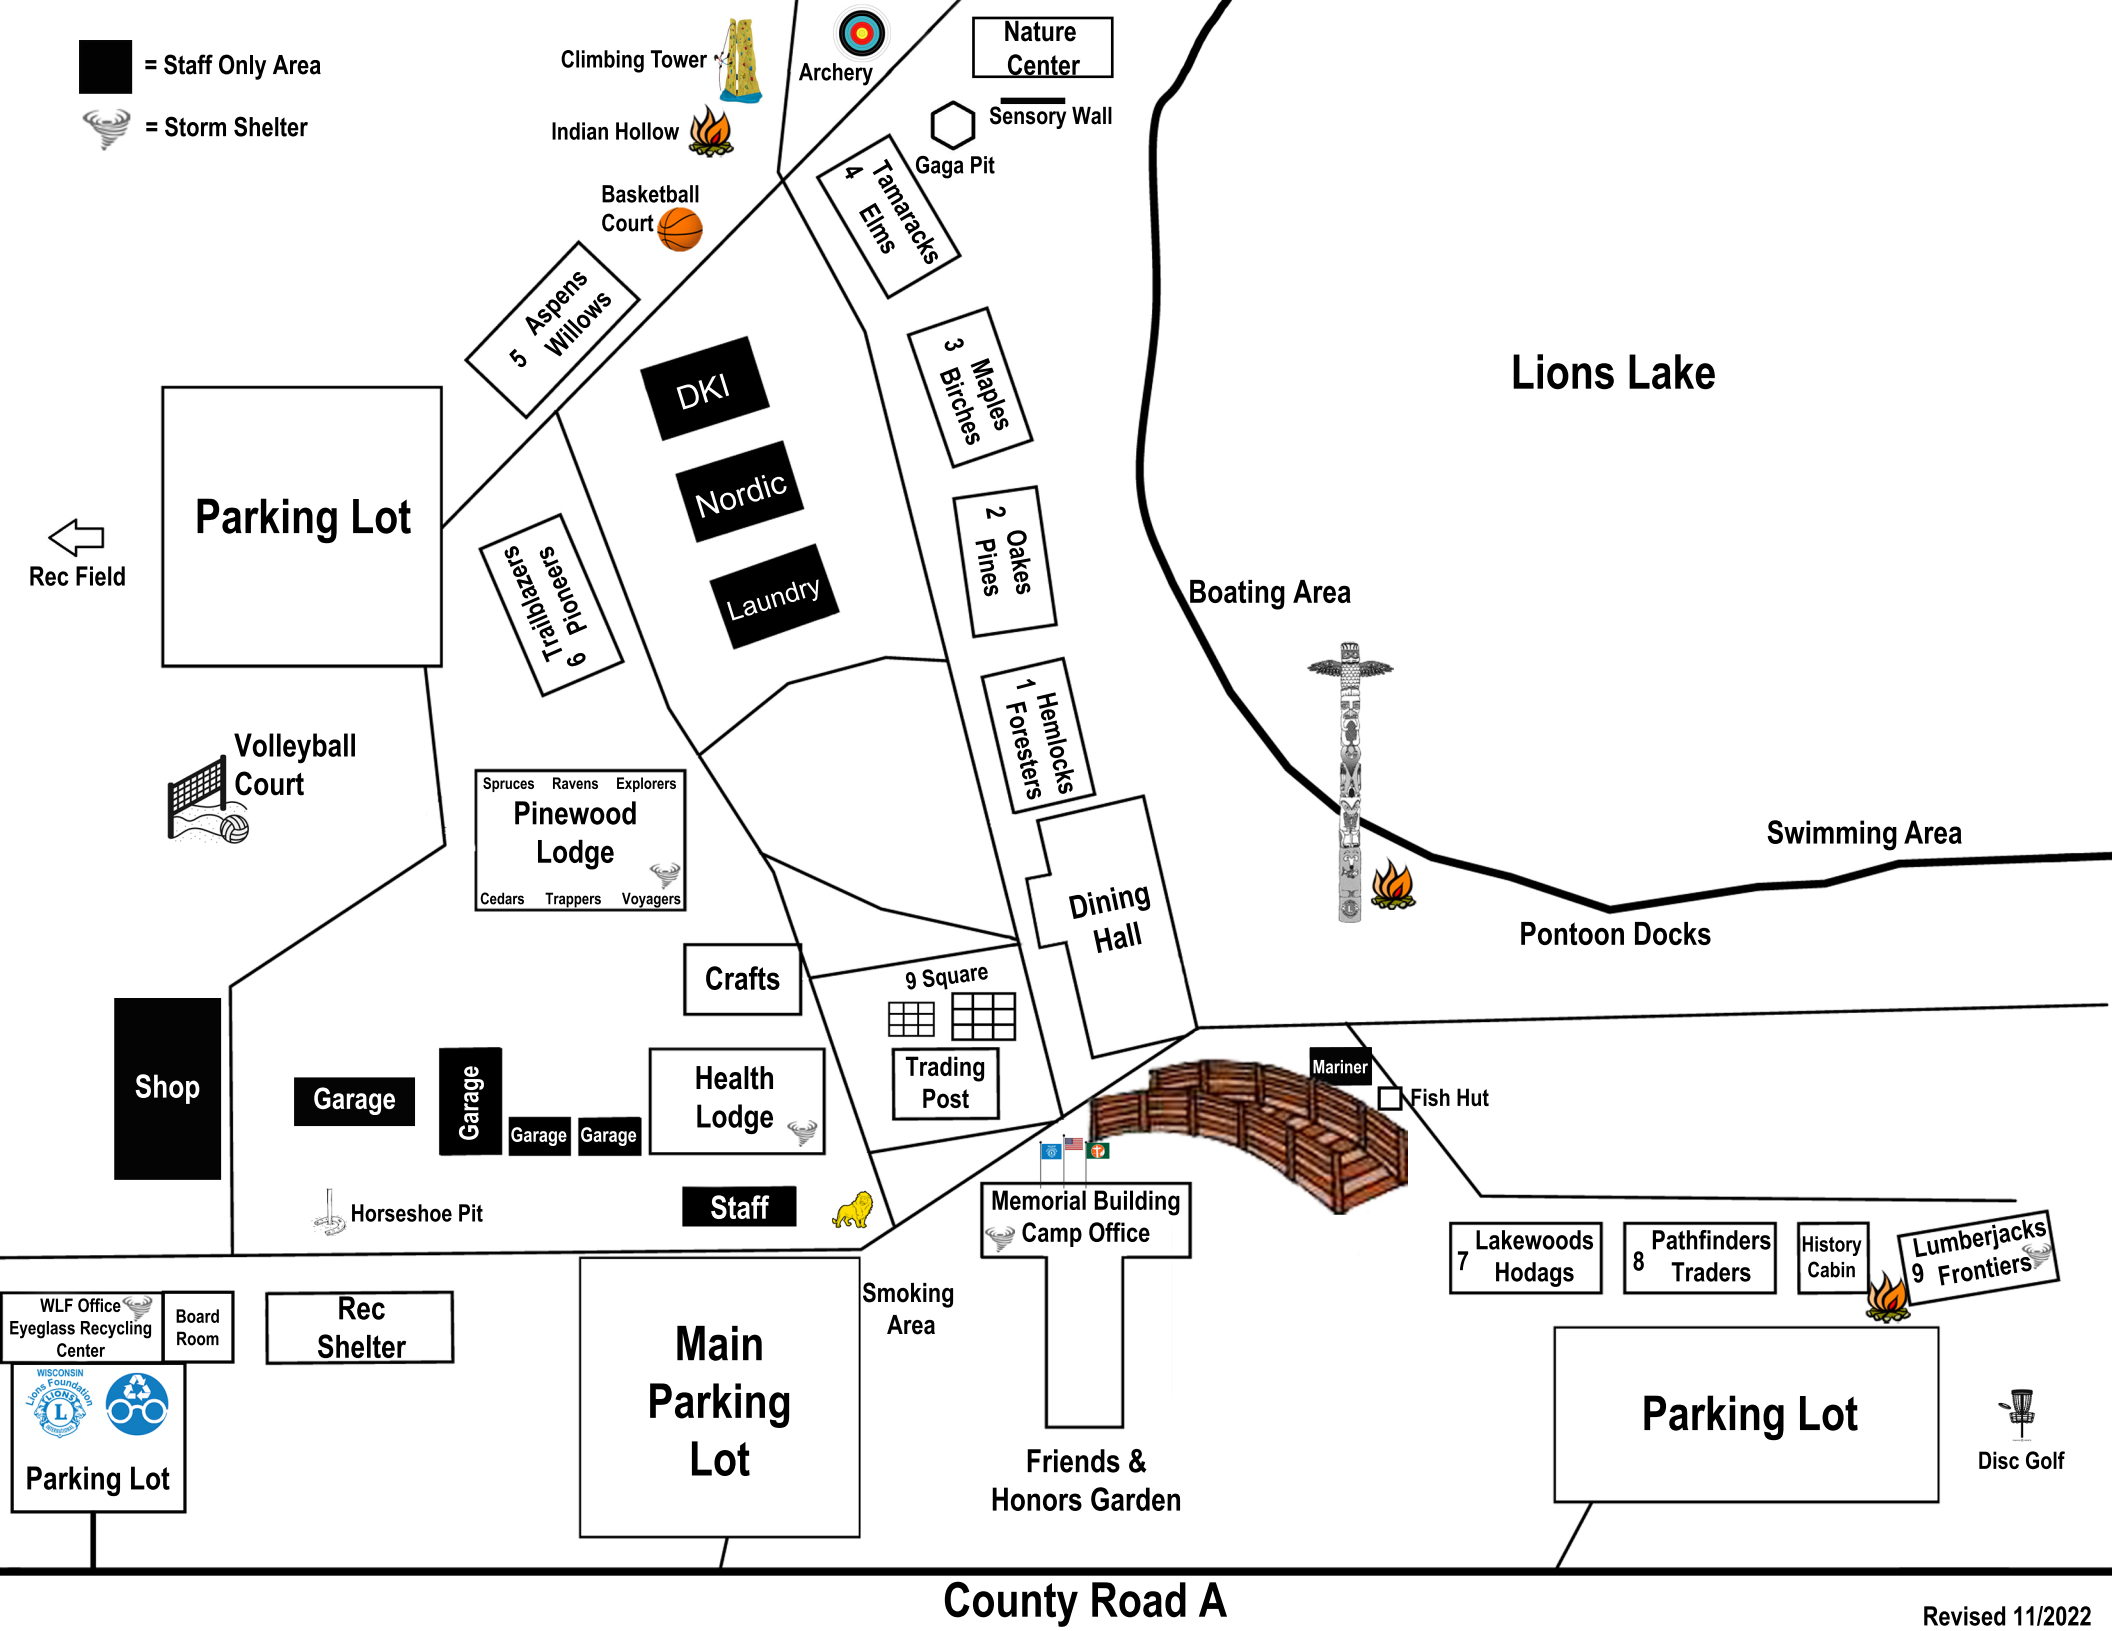 = Staff Only Area
= Storm Shelter
Climbing Tower
Archery
Nature
Center
Sensory Wall
Indian Hollow
Gaga Pit
Basketball
Court
4 Tamaracks
Elms
5 Aspens
Willows
3 Maples
Birches
DKI
Nordic
Laundry
Lions Lake
Parking Lot
Rec Field
2 Oakes
Pines
6 Pioneers
Trailblazers
Boating Area
1 Hemlocks
Foresters
Volleyball
Court
Spruces Ravens Explorers
Pinewood
Lodge
Cedars Trappers Voyagers
Swimming Area
Dining
Hall
Pontoon Docks
Crafts
9 Square
Trading
Post
Shop
Garage
Garage
Garage
Garage
Health
Lodge
Mariner
Fish Hut
Horseshoe Pit
Staff
Memorial Building
Camp Office
7 Lakewoods
Hodags
8 Pathfinders
Traders
History
Cabin
Lumberjacks
9 Frontiers
WLF Office
Eyeglass Recycling
Center
Board
Room
Rec
Shelter
Smoking
Area
Main
Parking
Lot
WISCONSIN
Lions Foundation
LIONS
L
INTERNATIONAL
Parking Lot
Friends &
Honors Garden
Parking Lot
Disc Golf
County Road A
Revised 11/2022